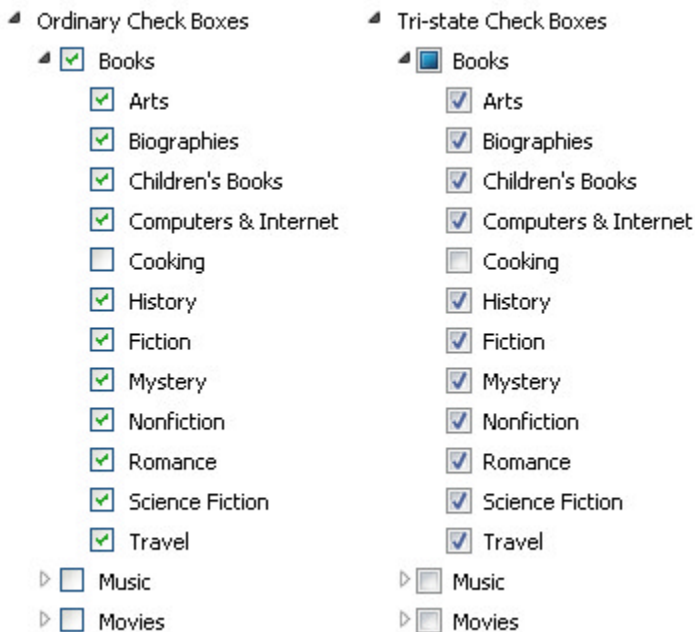 Ordinary Check Boxes
Books
Arts
Biographies
Children's Books
Computers & Internet
Cooking
History
Fiction
Mystery
Nonfiction
Romance
Science Fiction
Travel
Music
Movies
Tri-state Check Boxes
Books
Arts
Biographies
Children's Books
Computers & Internet
Cooking
History
Fiction
Mystery
Nonfiction
Romance
Science Fiction
Travel
Music
Movies